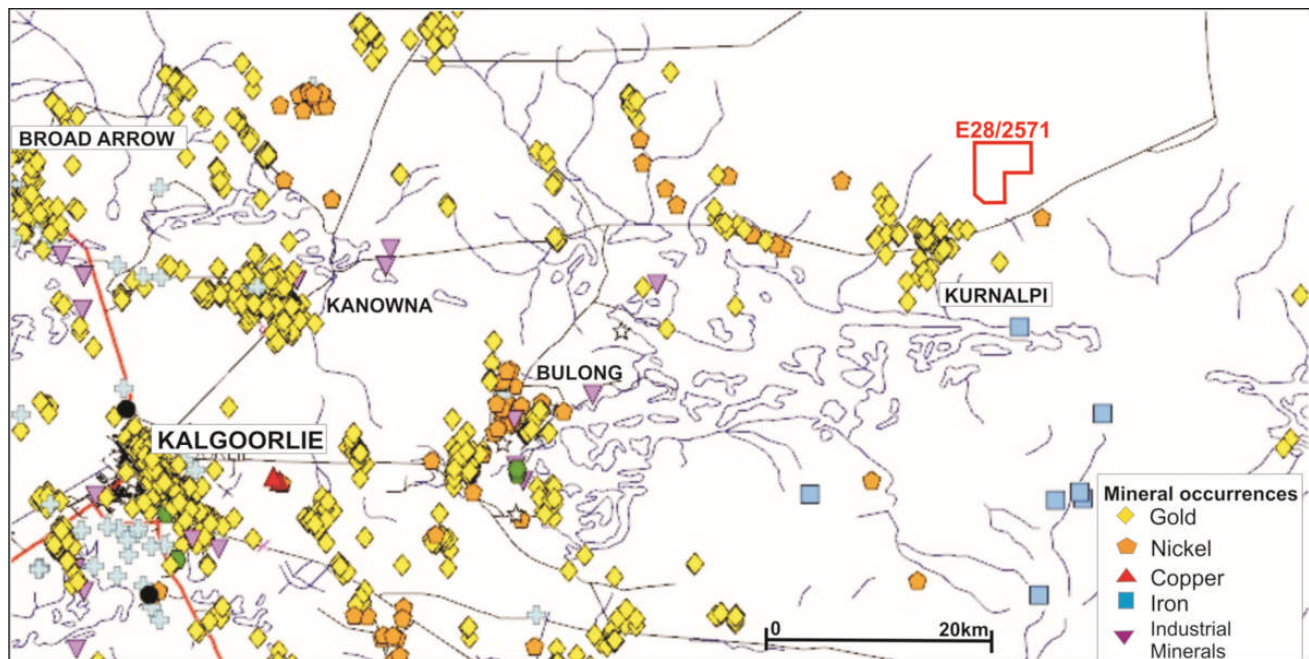 E28/2571
BROAD ARROW
KANOWNA
KURNALPI
BULONG
KALGOORLIE
Mineral occurrences
Gold
Nickel
Copper
Iron
Industrial
Minerals
0 20km